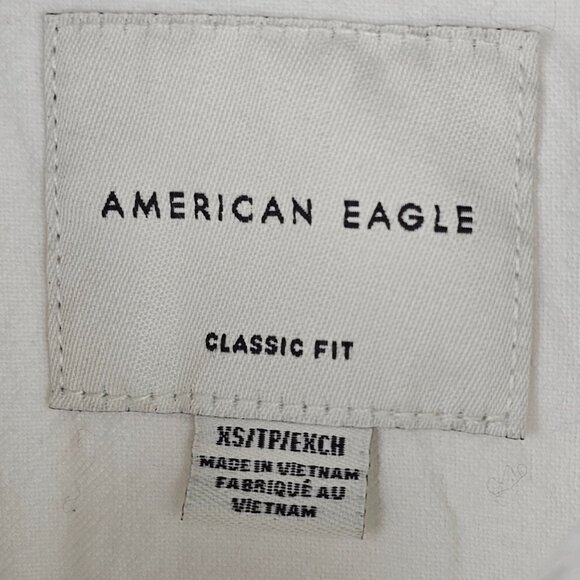 AMERICAN EAGLE
CLASSIC FIT
XS/TP/EXCH
MADE IN VIETNAM
FABRIQUÉ AU
VIETNAM